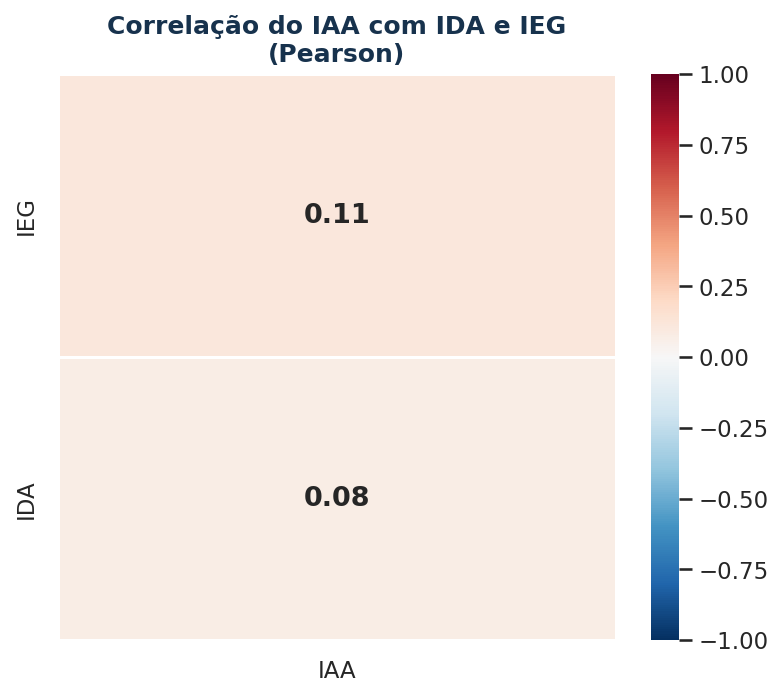 Correlação do IAA com IDA e IEG
(Pearson)
IEG
0.11
IDA
0.08
IAA
1.00
0.75
0.50
0.25
0.00
−0.25
−0.50
−0.75
−1.00